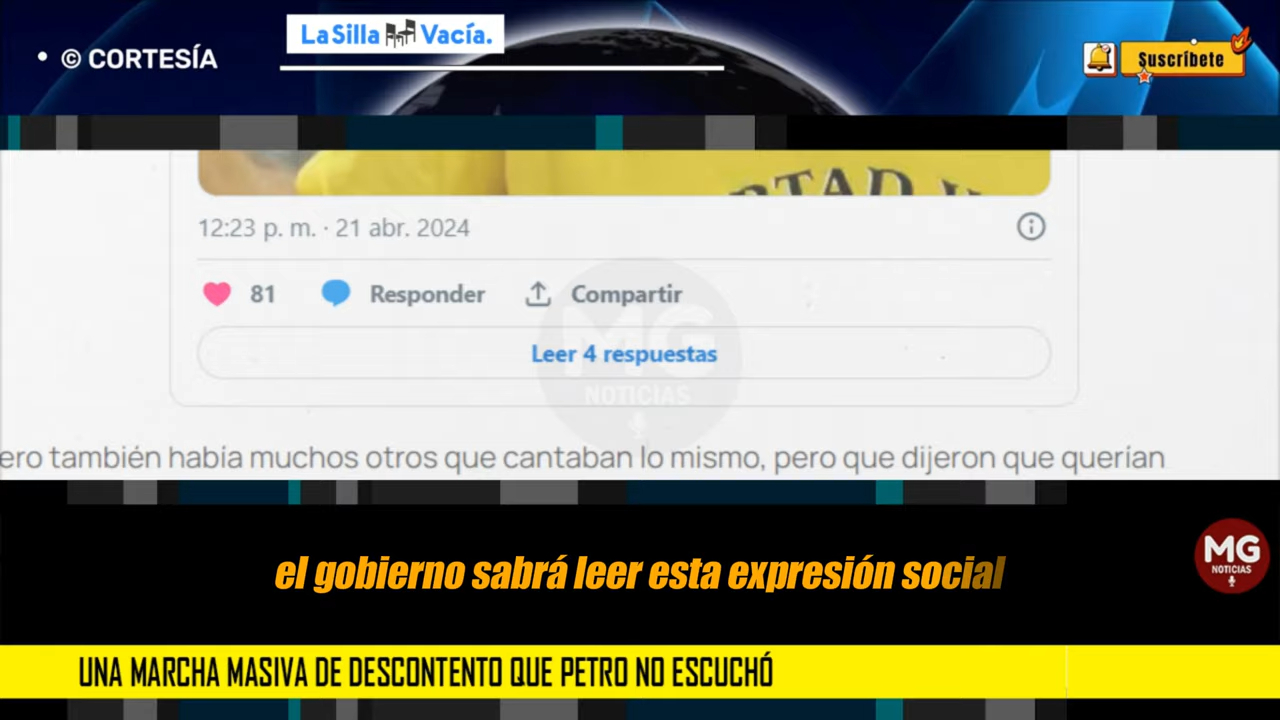 • © CORTESÍA
La Silla Vacía.
Suscríbete
12:23 p. m. · 21 abr. 2024
81 Responder Compartir
Leer 4 respuestas
MG
NOTICIAS
ero también había muchos otros que cantaban lo mismo, pero que dijeron que querían
el gobierno sabrá leer esta expresión social
MG
NOTICIAS
UNA MARCHA MASIVA DE DESCONTENTO QUE PETRO NO ESCUCHÓ